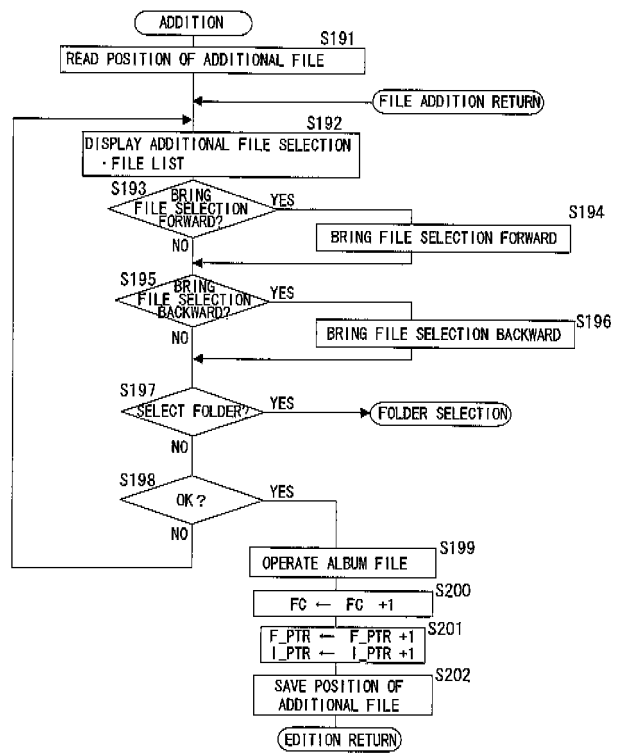 ADDITION
S191
READ POSITION OF ADDITIONAL FILE
FILE ADDITION RETURN
S192
DISPLAY ADDITIONAL FILE SELECTION
· FILE LIST
S193
BRING
FILE SELECTION
FORWARD?
YES
NO
S194
BRING FILE SELECTION FORWARD
S195
BRING
FILE SELECTION
BACKWARD?
YES
NO
S196
BRING FILE SELECTION BACKWARD
S197
SELECT FOLDER?
YES
NO
FOLDER SELECTION
S198
OK?
YES
NO
S199
OPERATE ALBUM FILE
S200
FC ← FC +1
S201
F_PTR ← F_PTR +1
I_PTR ← I_PTR +1
S202
SAVE POSITION OF
ADDITIONAL FILE
EDITION RETURN